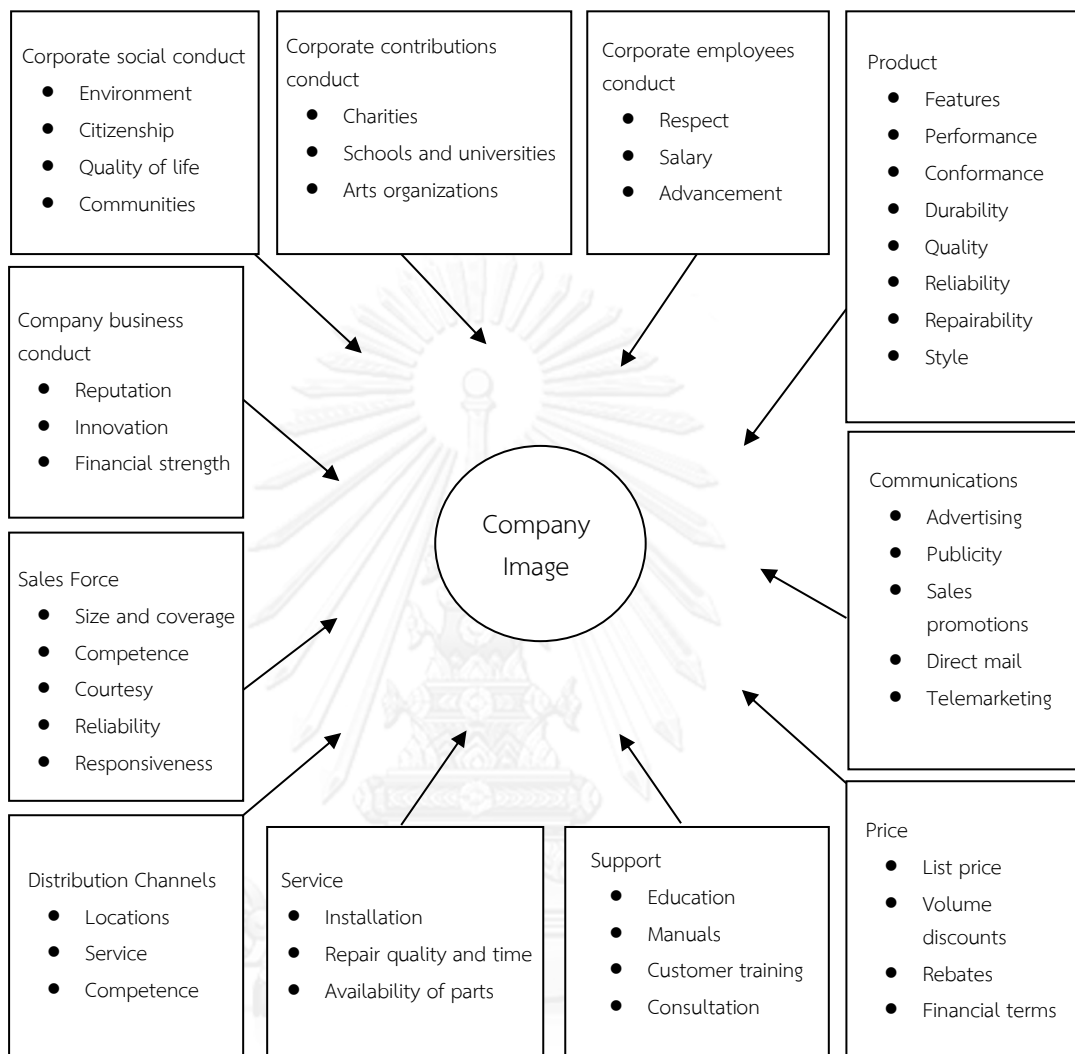 Corporate social conduct
● Environment
● Citizenship
● Quality of life
● Communities
Corporate contributions
conduct
● Charities
● Schools and universities
● Arts organizations
Corporate employees
conduct
● Respect
● Salary
● Advancement
Product
● Features
● Performance
● Conformance
● Durability
● Quality
● Reliability
● Repairability
● Style
Company business
conduct
● Reputation
● Innovation
● Financial strength
Company
Image
Communications
● Advertising
● Publicity
● Sales
promotions
● Direct mail
● Telemarketing
Sales Force
● Size and coverage
● Competence
● Courtesy
● Reliability
● Responsiveness
Distribution Channels
● Locations
● Service
● Competence
Service
● Installation
● Repair quality and time
● Availability of parts
Support
● Education
● Manuals
● Customer training
● Consultation
Price
● List price
● Volume
discounts
● Rebates
● Financial terms